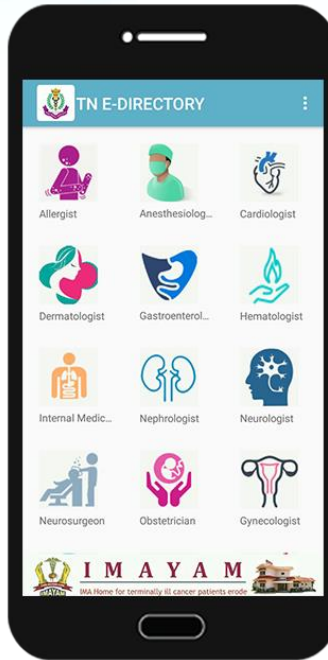 TN E-DIRECTORY
Allergist
Anesthesiolog...
Cardiologist
Dermatologist
Gastroenterol...
Hematologist
Internal Medic...
Nephrologist
Neurologist
Neurosurgeon
Obstetrician
Gynecologist
IMAYAM
IMA Home for terminally ill cancer patients erode
IMAYAM